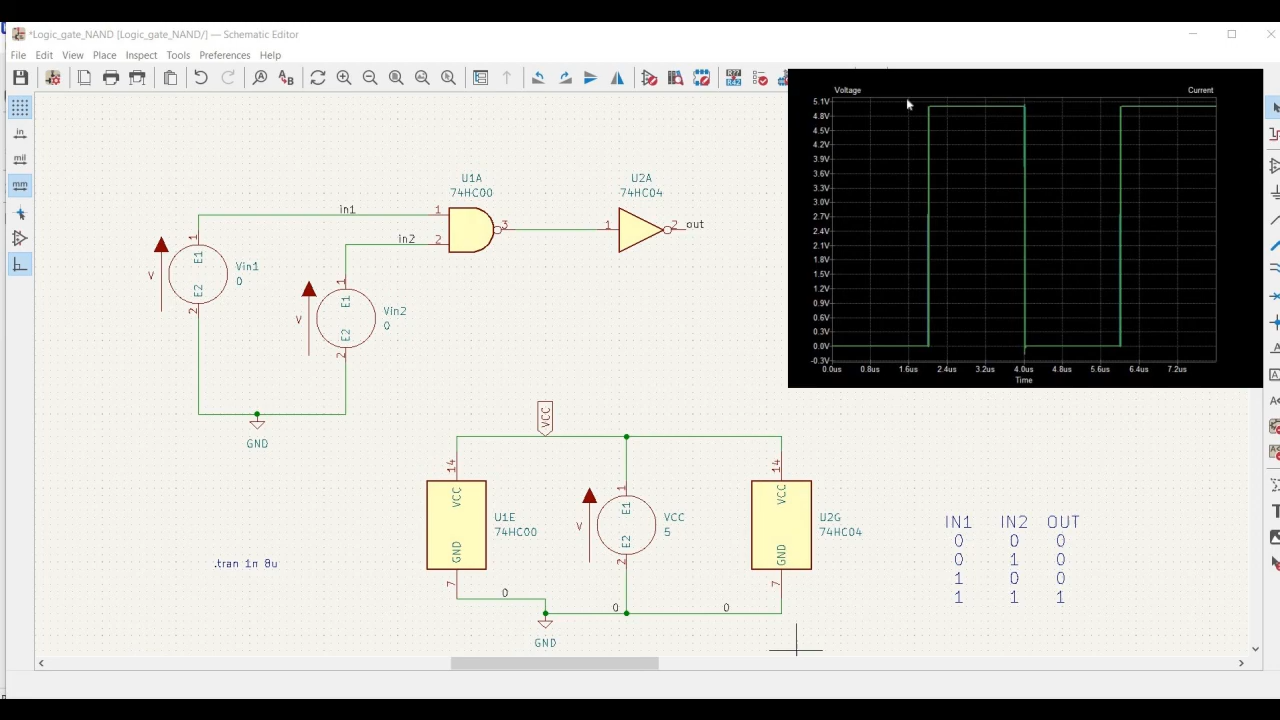 *Logic_gate_NAND [Logic_gate_NAND/] — Schematic Editor
File Edit View Place Inspect Tools Preferences Help
in
mil
mm
U1A
74HC00
U2A
74HC04
in1
1
3
1
2
out
in2
2
1
E1
E2
2
V
Vin1
0
1
E1
E2
2
V
Vin2
0
GND
Voltage
Current
5.1V
4.8V
4.5V
4.2V
3.9V
3.6V
3.3V
3.0V
2.7V
2.4V
2.1V
1.8V
1.5V
1.2V
0.9V
0.6V
0.3V
0.0V
-0.3V
0.0us 0.8us 1.6us 2.4us 3.2us 4.0us 4.8us 5.6us 6.4us 7.2us
Time
VCC
14
VCC
GND
7
U1E
74HC00
1
E1
E2
2
V
VCC
5
14
VCC
GND
7
U2G
74HC04
0
0
0
GND
.tran 1n 8u
IN1 IN2 OUT
0 0 0
0 1 0
1 0 0
1 1 1